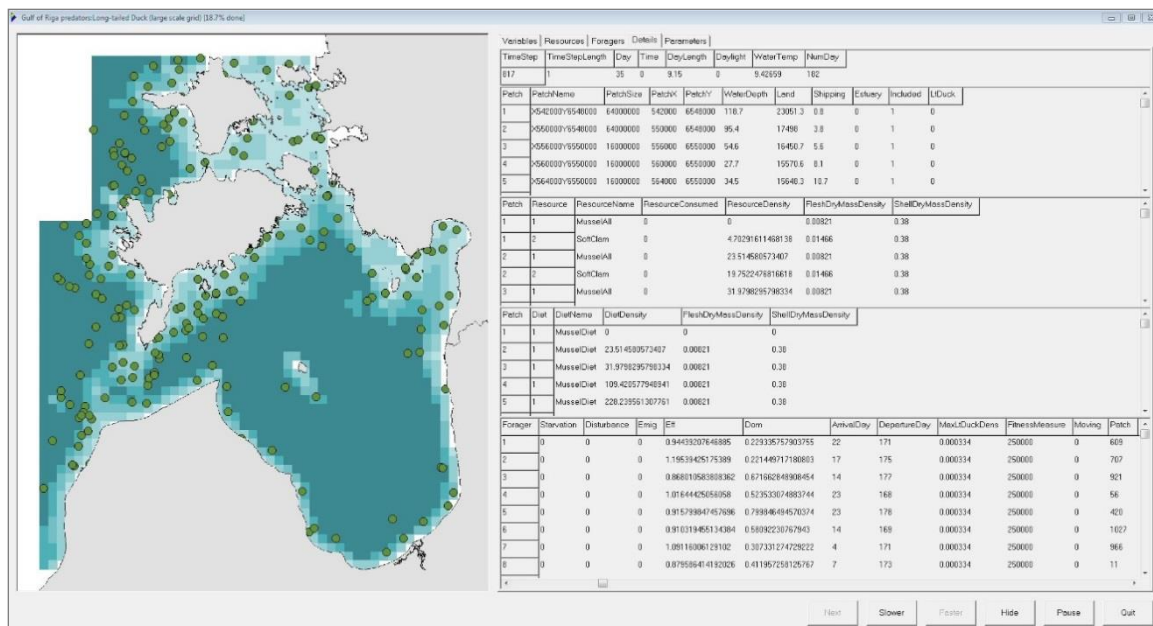 Gulf of Riga predators:Long-tailed Duck (large scale grid) [18.7% done]
Variables Resources Foragers Details Parameters
TimeStep TimeStepLength Day Time DayLength Daylight WaterTemp NumDay
817 1 35 0 9.15 0 9.42659 182
Patch PatchName PatchSize PatchX PatchY WaterDepth Land Shipping Estuary Included LtDuck
1 X542000Y6548000 64000000 542000 6548000 118.7 23051.3 0.8 0 1 0
2 X550000Y6548000 64000000 550000 6548000 95.4 17498 3.8 0 1 0
3 X556000Y6550000 16000000 556000 6550000 54.6 16450.7 5.6 0 1 0
4 X560000Y6550000 16000000 560000 6550000 27.7 15570.6 8.1 0 1 0
5 X564000Y6550000 16000000 564000 6550000 34.5 15648.3 10.7 0 1 0
Patch Resource ResourceName ResourceConsumed ResourceDensity FleshDryMassDensity ShellDryMassDensity
1 1 MusselAll 0 0 0.00821 0.38
1 2 SoftClam 0 4.70291611468138 0.01466 0.38
2 1 MusselAll 0 23.514580573407 0.00821 0.38
2 2 SoftClam 0 19.7522476816618 0.01466 0.38
3 1 MusselAll 0 31.9798295798334 0.00821 0.38
Patch Diet DietName DietDensity FleshDryMassDensity ShellDryMassDensity
1 1 MusselDiet 0 0 0
2 1 MusselDiet 23.514580573407 0.00821 0.38
3 1 MusselDiet 31.9798295798334 0.00821 0.38
4 1 MusselDiet 109.420577948941 0.00821 0.38
5 1 MusselDiet 228.239561307761 0.00821 0.38
Forager Starvation Disturbance Emig Eff Dom ArrivalDay DepartureDay MaxLtDuckDens FitnessMeasure Moving Patch
1 0 0 0 0.94439207646885 0.229335757903755 22 171 0.000334 250000 0 609
2 0 0 0 1.19539425175389 0.221449717180803 17 175 0.000334 250000 0 707
3 0 0 0 0.868010583808362 0.671662848908454 14 177 0.000334 250000 0 921
4 0 0 0 1.01644425056058 0.523533074883744 23 168 0.000334 250000 0 56
5 0 0 0 0.915799847457696 0.799846494570374 23 178 0.000334 250000 0 420
6 0 0 0 0.910319455134384 0.58092230767943 14 169 0.000334 250000 0 1027
7 0 0 0 1.09116006129102 0.307331274729222 4 171 0.000334 250000 0 966
8 0 0 0 0.879586414192026 0.411957258125767 7 173 0.000334 250000 0 11
Next Slower Faster Hide Pause Quit